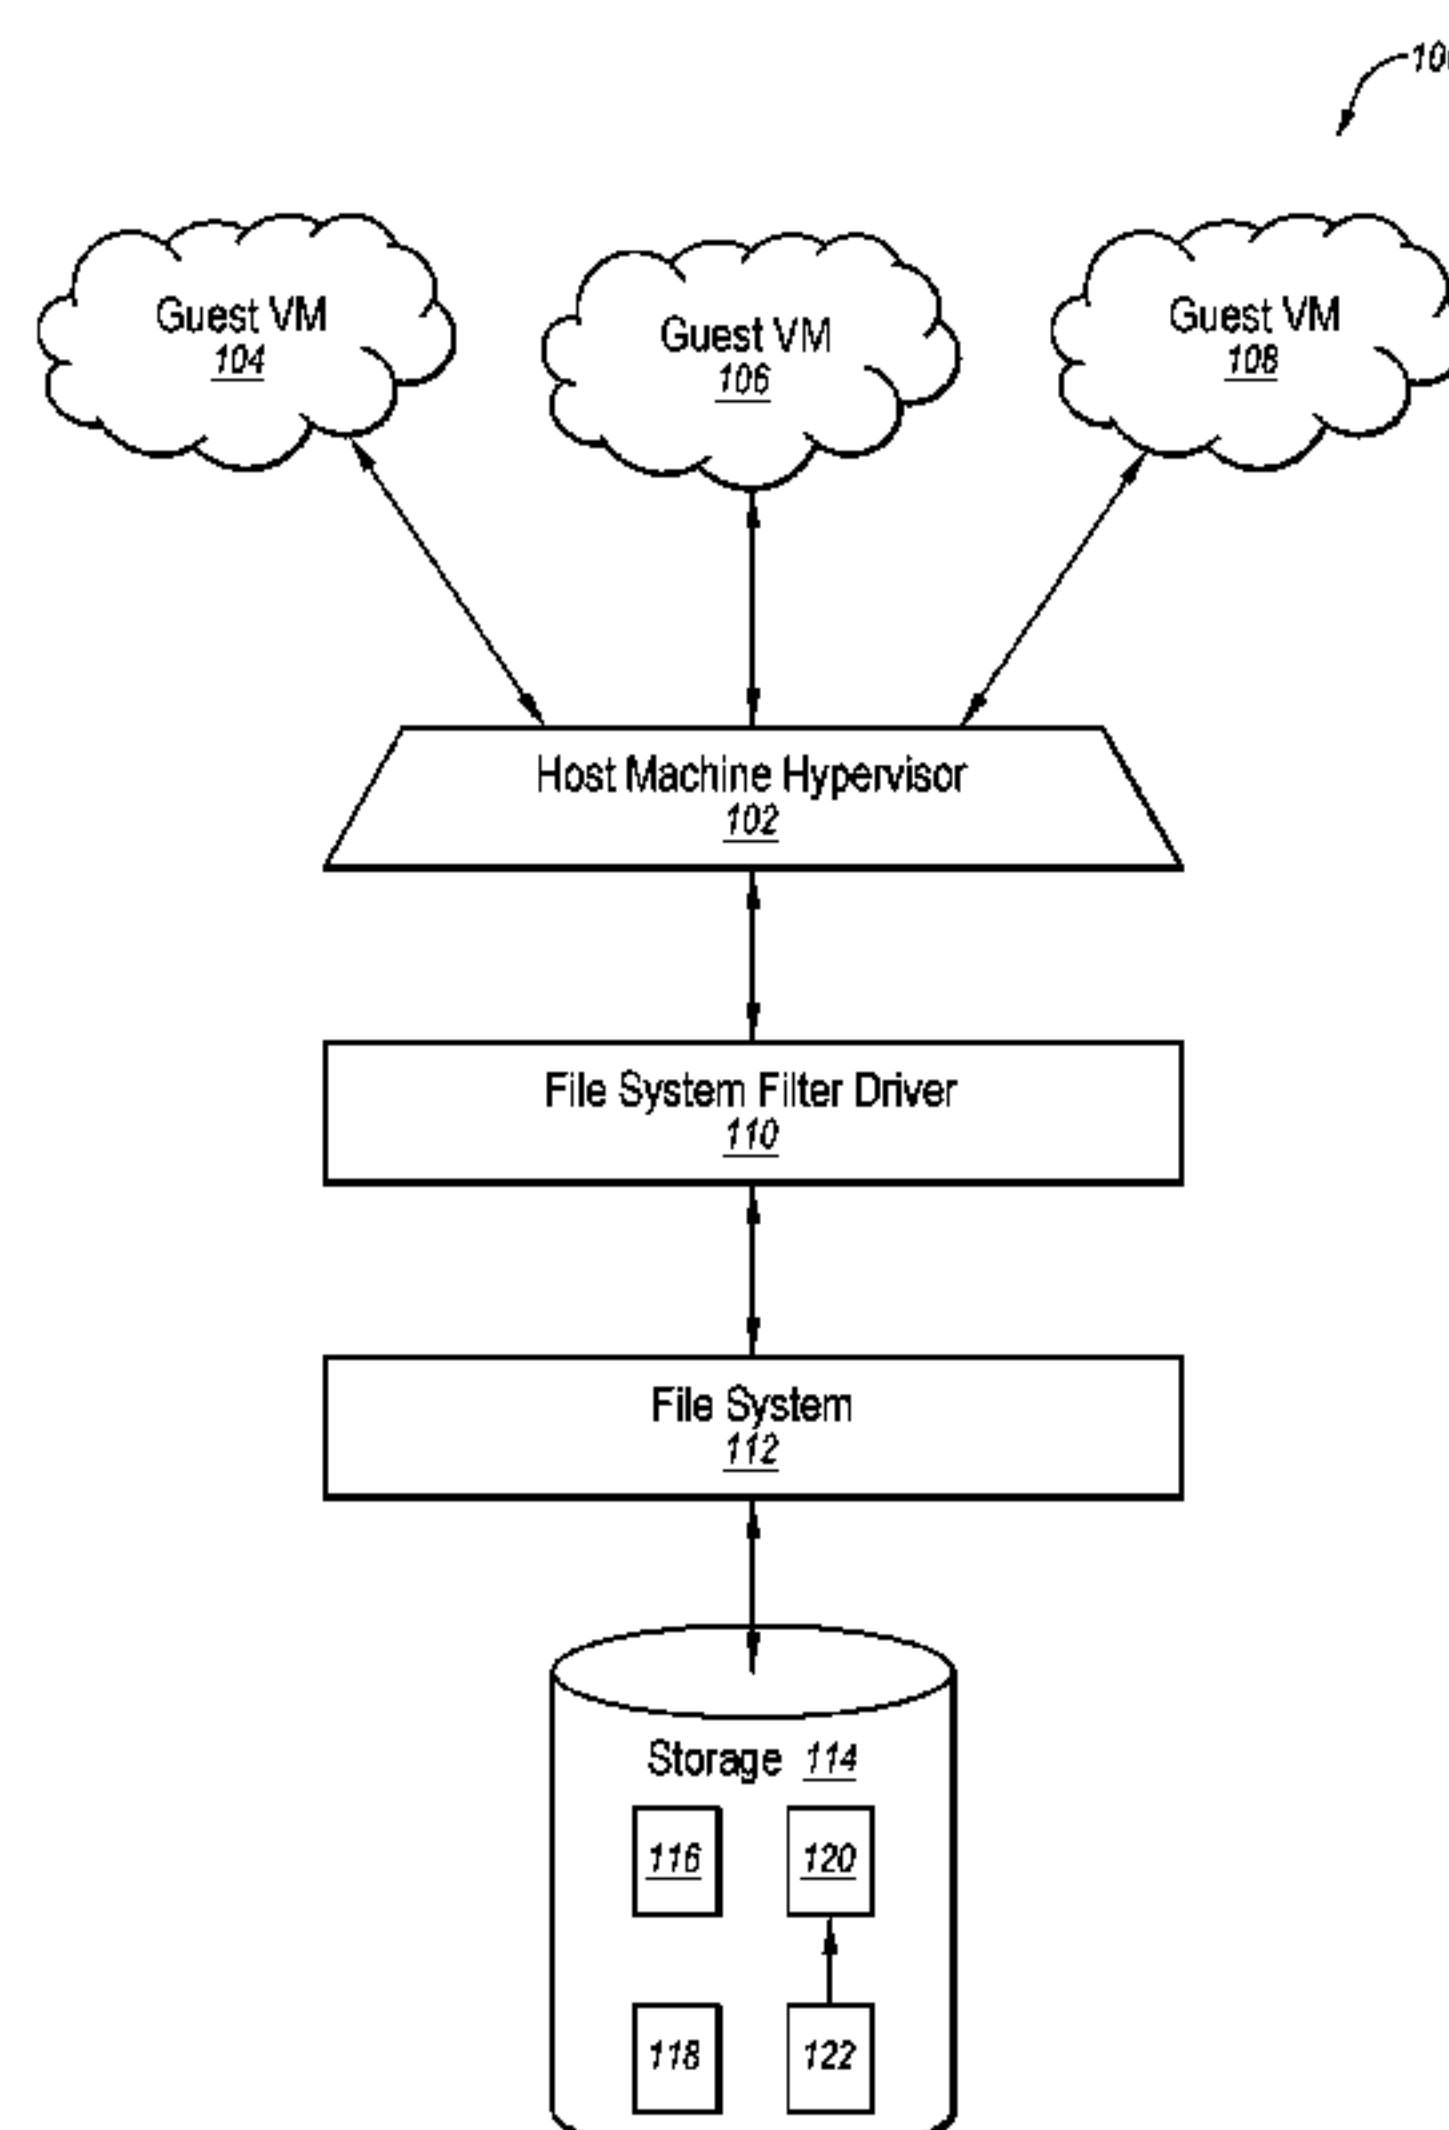 Guest VM
104
Guest VM
106
Guest VM
108
Host Machine Hypervisor
102
File System Filter Driver
110
File System
112
Storage 114
116 120
118 122